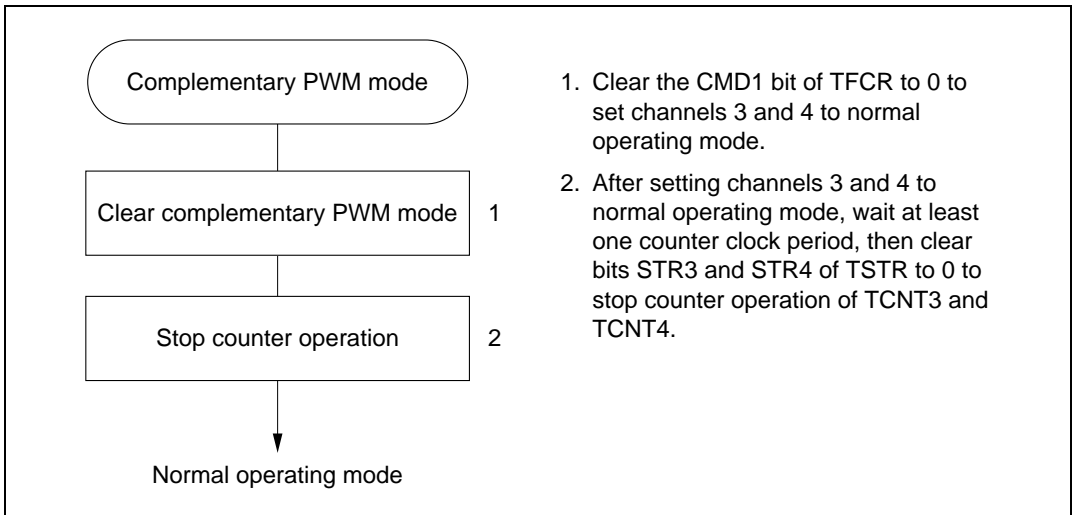 Complementary PWM mode
Clear complementary PWM mode 1
Stop counter operation 2
Normal operating mode
1. Clear the CMD1 bit of TFCR to 0 to
set channels 3 and 4 to normal
operating mode.
2. After setting channels 3 and 4 to
normal operating mode, wait at least
one counter clock period, then clear
bits STR3 and STR4 of TSTR to 0 to
stop counter operation of TCNT3 and
TCNT4.